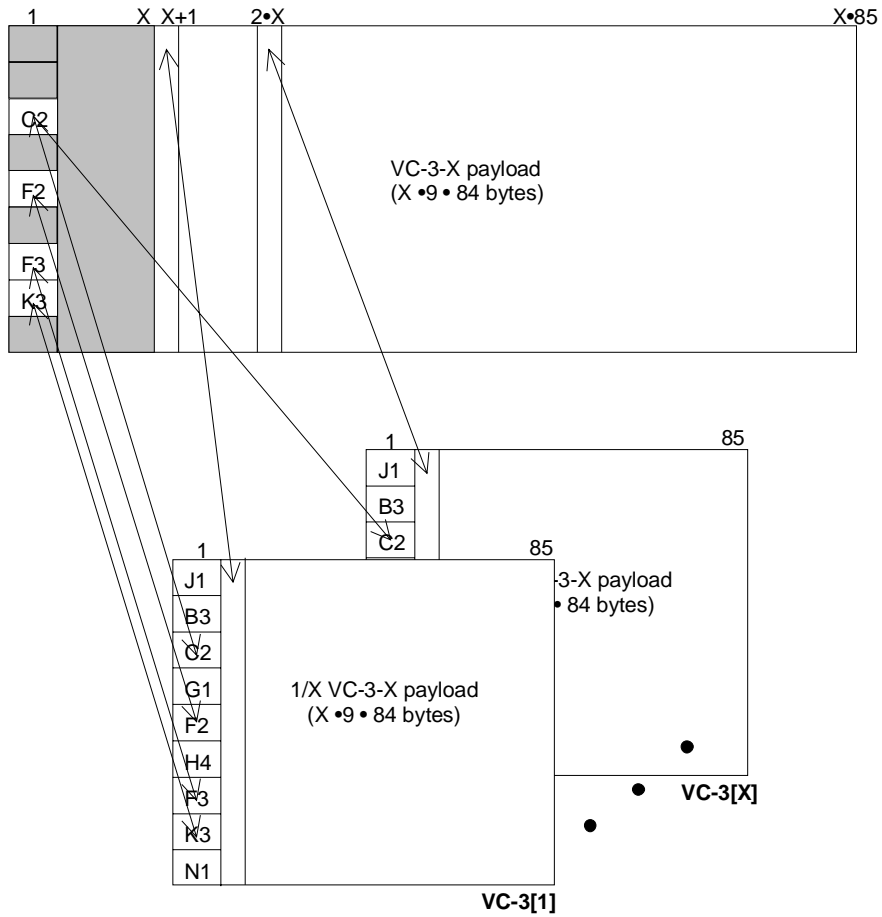 1 X X+1 2•X X•85
C2
F2
F3
K3
VC-3-X payload
(X •9 • 84 bytes)
1 85
J1
B3
C2
-3-X payload
• 84 bytes)
VC-3[X]
1 85
J1
B3
C2
G1
F2
H4
F3
K3
N1
1/X VC-3-X payload
(X •9 • 84 bytes)
VC-3[1]